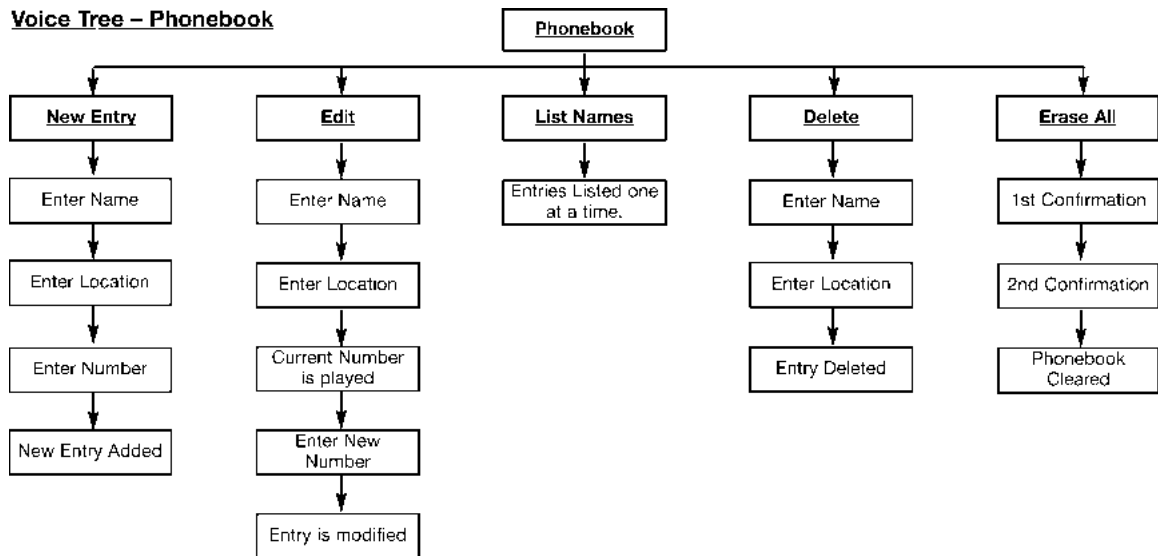 Voice Tree – Phonebook
Phonebook
New Entry
Enter Name
Enter Location
Enter Number
New Entry Added
Edit
Enter Name
Enter Location
Current Number
is played
Enter New
Number
Entry is modified
List Names
Entries Listed one
at a time.
Delete
Enter Name
Enter Location
Entry Deleted
Erase All
1st Confirmation
2nd Confirmation
Phonebook
Cleared